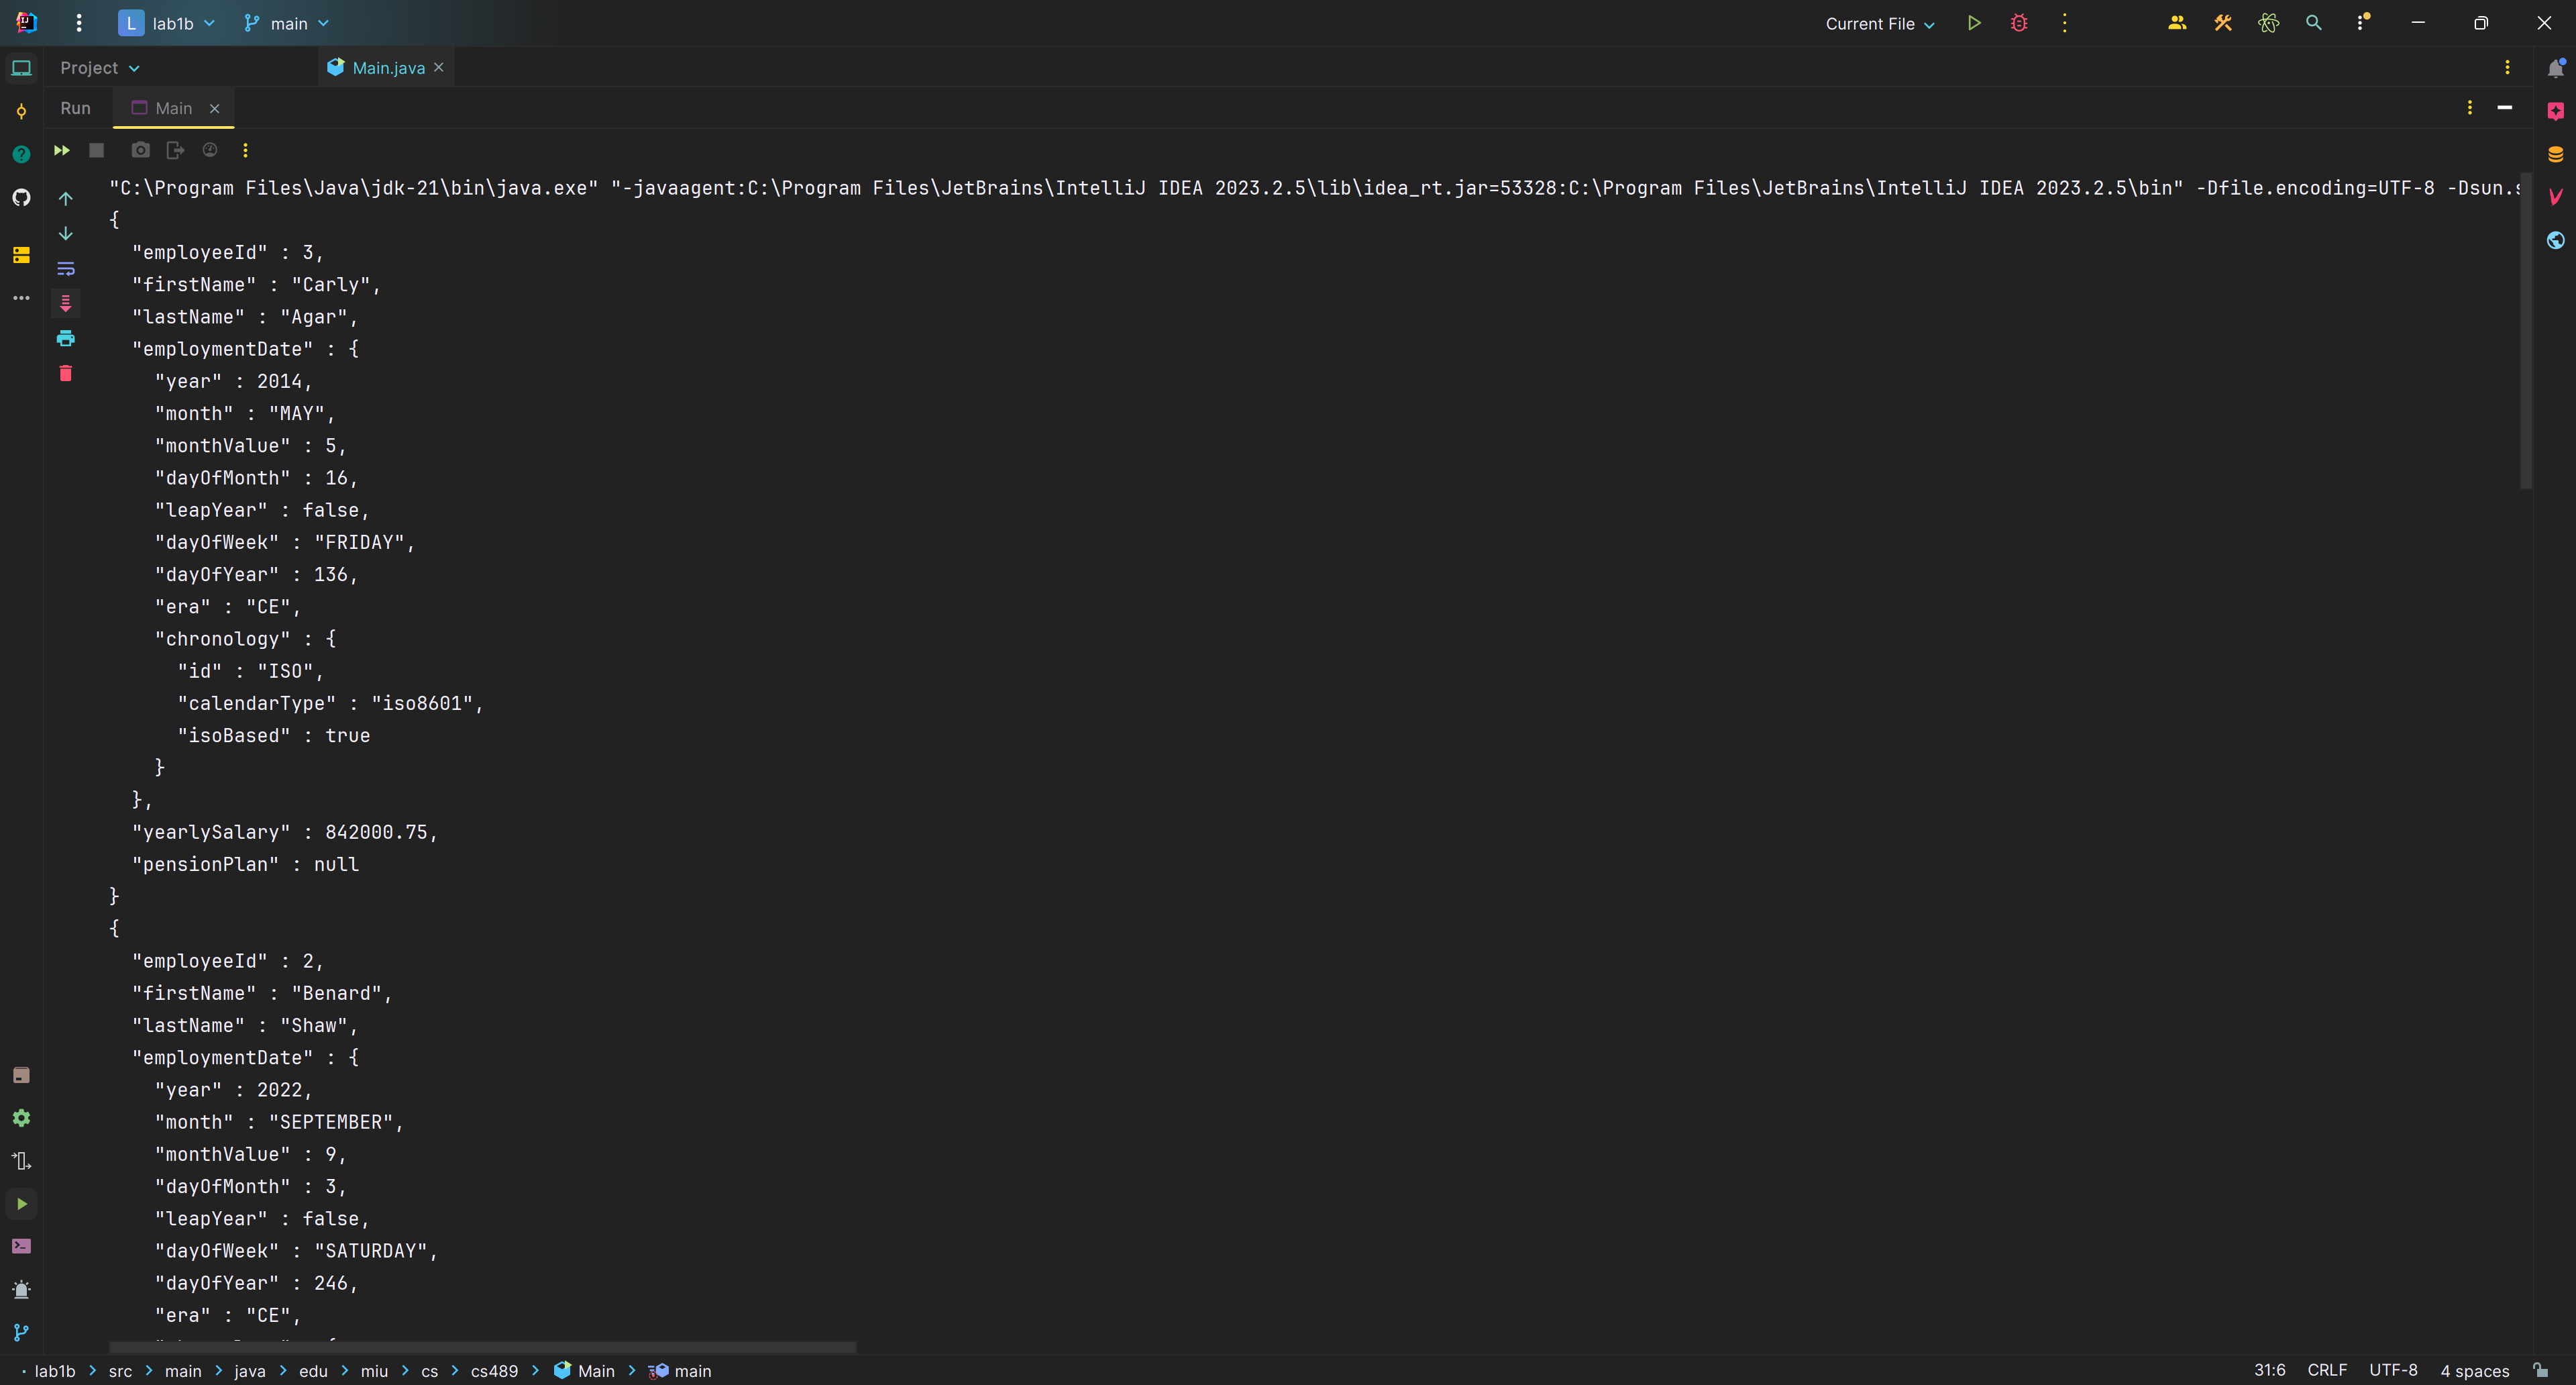 L lab1b main Current File
Project Main.java
Run Main
"C:\Program Files\Java\jdk-21\bin\java.exe" "-javaagent:C:\Program Files\JetBrains\IntelliJ IDEA 2023.2.5\lib\idea_rt.jar=53328:C:\Program Files\JetBrains\IntelliJ IDEA 2023.2.5\bin" -Dfile.encoding=UTF-8 -Dsun.s
{
"employeeId" : 3,
"firstName" : "Carly",
"lastName" : "Agar",
"employmentDate" : {
"year" : 2014,
"month" : "MAY",
"monthValue" : 5,
"dayOfMonth" : 16,
"leapYear" : false,
"dayOfWeek" : "FRIDAY",
"dayOfYear" : 136,
"era" : "CE",
"chronology" : {
"id" : "ISO",
"calendarType" : "iso8601",
"isoBased" : true
}
},
"yearlySalary" : 842000.75,
"pensionPlan" : null
}
{
"employeeId" : 2,
"firstName" : "Benard",
"lastName" : "Shaw",
"employmentDate" : {
"year" : 2022,
"month" : "SEPTEMBER",
"monthValue" : 9,
"dayOfMonth" : 3,
"leapYear" : false,
"dayOfWeek" : "SATURDAY",
"dayOfYear" : 246,
"era" : "CE",
lab1b > src > main > java > edu > miu > cs > cs489 > Main > main 31:6 CRLF UTF-8 4 spaces